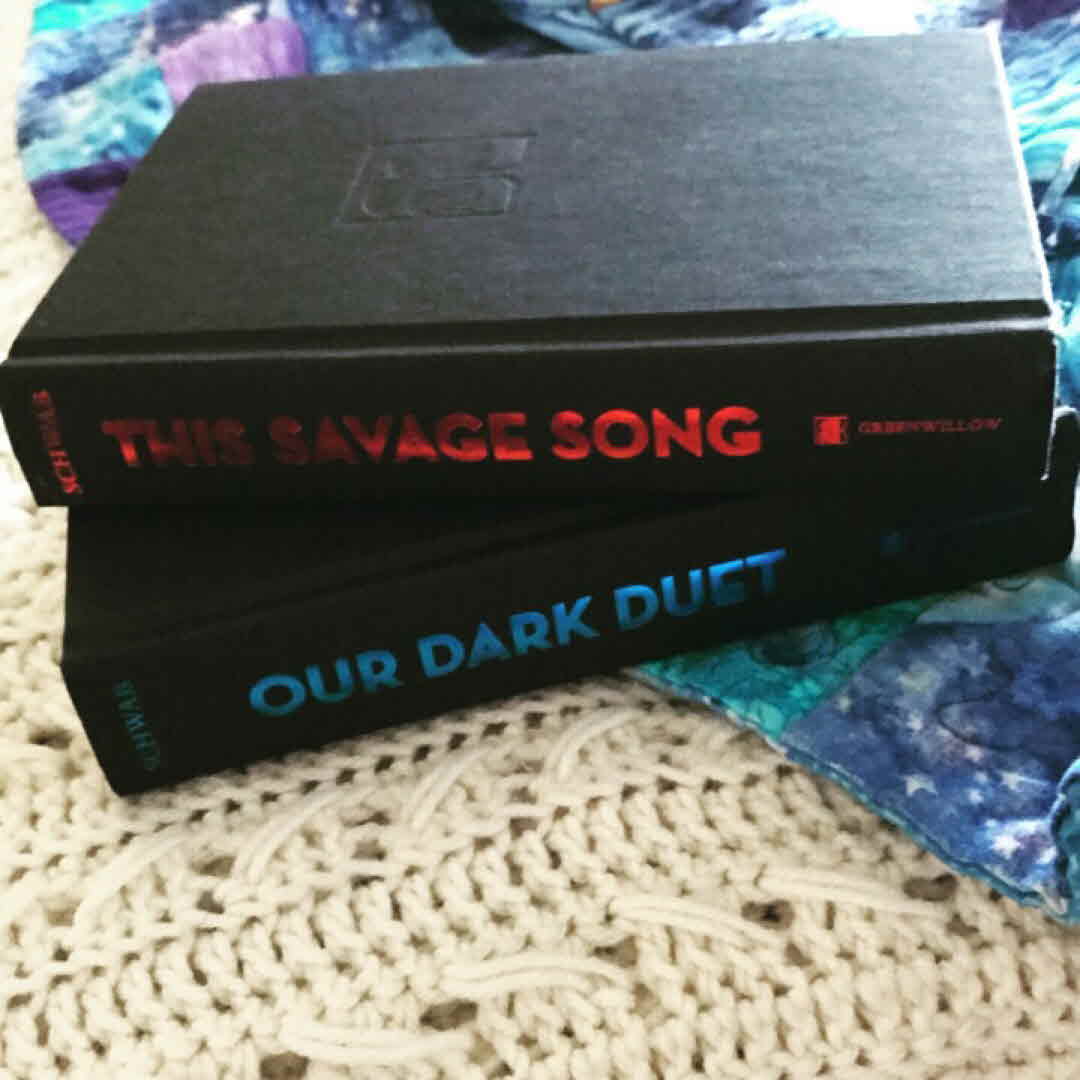 SCHWAB
THIS SAVAGE SONG
GREENWILLOW
SCHWAB
OUR DARK DUET